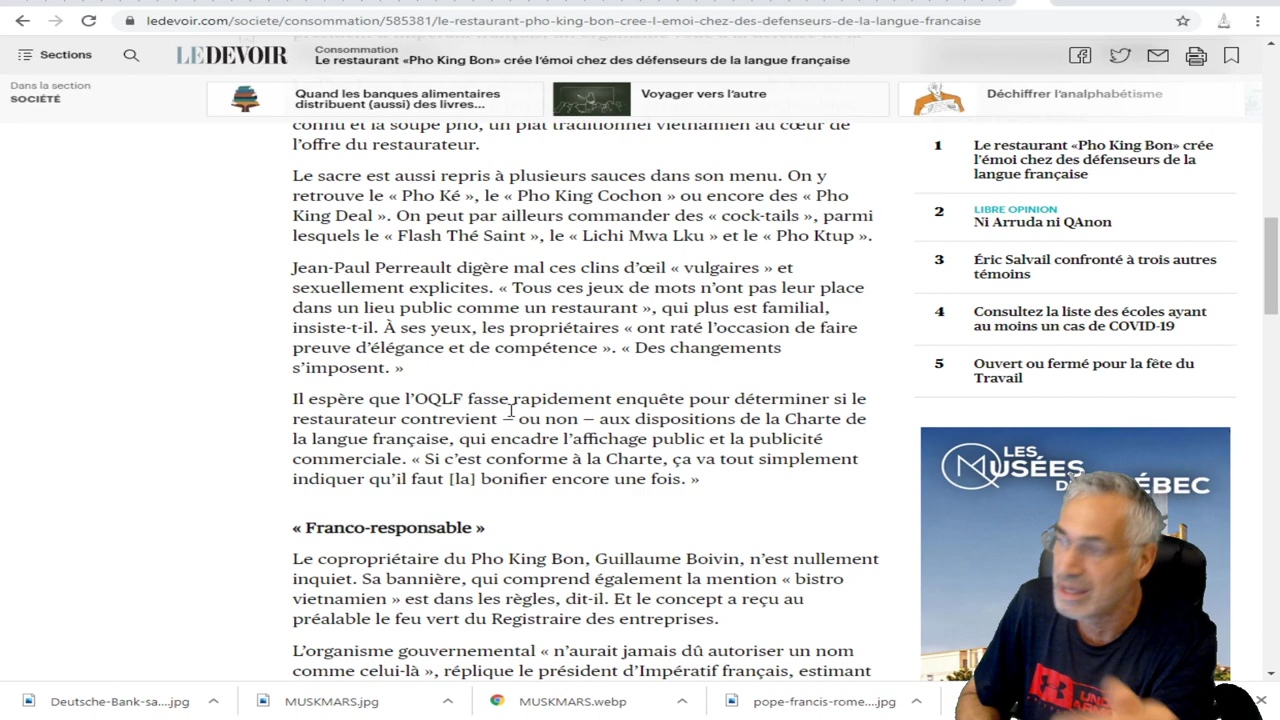 ledevoir.com/societe/consommation/585381/le-restaurant-pho-king-bon-cree-l-emoi-chez-des-defenseurs-de-la-langue-francaise
Sections
LE DEVOIR
Consommation
Le restaurant «Pho King Bon» crée l'émoi chez des défenseurs de la langue française
Dans la section
SOCIÉTÉ
Quand les banques alimentaires
distribuent (aussi) des livres...
Voyager vers l'autre
Déchiffrer l'analphabétisme
connu et la soupe pho, un plat traditionnel vietnamien au cœur de
l'offre du restaurateur.
Le sacre est aussi repris à plusieurs sauces dans son menu. On y
retrouve le « Pho Ké », le « Pho King Cochon » ou encore des « Pho
King Deal ». On peut par ailleurs commander des « cock-tails », parmi
lesquels le « Flash Thé Saint », le « Lichi Mwa Lku » et le « Pho Ktup ».
Jean-Paul Perreault digère mal ces clins d'œil « vulgaires » et
sexuellement explicites. « Tous ces jeux de mots n'ont pas leur place
dans un lieu public comme un restaurant », qui plus est familial,
insiste-t-il. À ses yeux, les propriétaires « ont raté l'occasion de faire
preuve d'élégance et de compétence ». « Des changements
s'imposent. »
Il espère que l'OQLF fasse rapidement enquête pour déterminer si le
restaurateur contrevient – ou non – aux dispositions de la Charte de
la langue française, qui encadre l'affichage public et la publicité
commerciale. « Si c'est conforme à la Charte, ça va tout simplement
indiquer qu'il faut [la] bonifier encore une fois. »
« Franco-responsable »
Le copropriétaire du Pho King Bon, Guillaume Boivin, n'est nullement
inquiet. Sa bannière, qui comprend également la mention « bistro
vietnamien » est dans les règles, dit-il. Et le concept a reçu au
préalable le feu vert du Registraire des entreprises.
L'organisme gouvernemental « n'aurait jamais dû autoriser un nom
comme celui-là », réplique le président d'Impératif français, estimant
1 Le restaurant «Pho King Bon» crée
l'émoi chez des défenseurs de la
langue française
2 LIBRE OPINION
Ni Arruda ni QAnon
3 Éric Salvail confronté à trois autres
témoins
4 Consultez la liste des écoles ayant
au moins un cas de COVID-19
5 Ouvert ou fermé pour la fête du
Travail
LES
MUSÉES
QUÉBEC
UNDER
Deutsche-Bank-sa....jpg
MUSKMARS.jpg
MUSKMARS.webp
pope-francis-rome....jpg